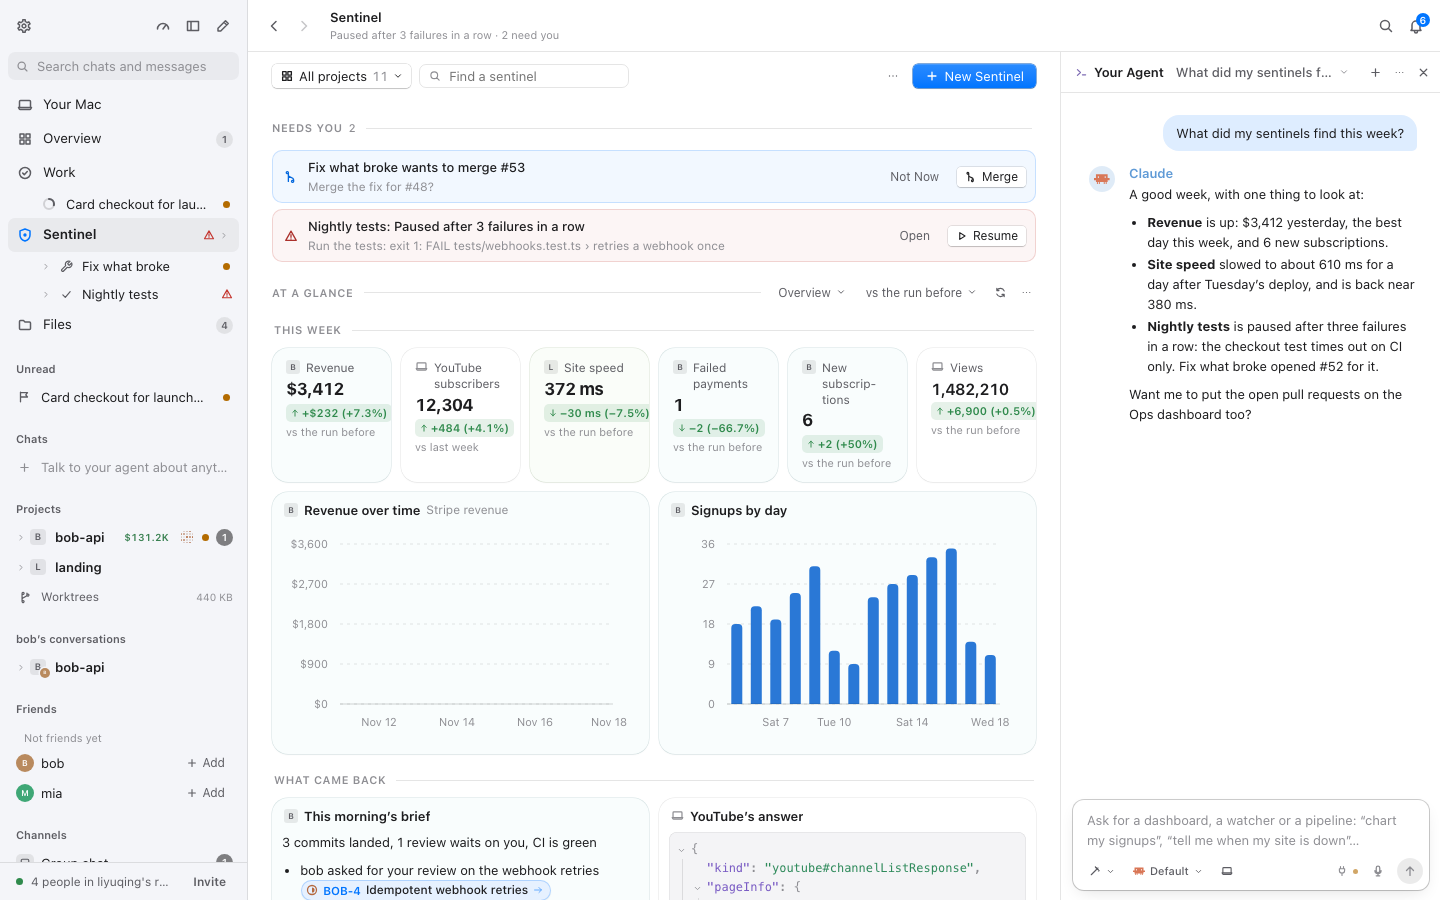 Search chats and messages
Your Mac
Overview
1
Work
Card checkout for lau...
Sentinel
Fix what broke
Nightly tests
Files
4
Unread
Card checkout for launch...
Chats
Talk to your agent about anyt...
Projects
B
bob-api
$131.2K
1
L
landing
Worktrees
440 KB
bob's conversations
B
bob-api
Friends
Not friends yet
B
bob
+ Add
M
mia
+ Add
Channels
4 people in liyuqing's r...
Invite
Sentinel
Paused after 3 failures in a row · 2 need you
6
All projects 11
Find a sentinel
...
+ New Sentinel
NEEDS YOU 2
Fix what broke wants to merge #53
Merge the fix for #48?
Not Now
Merge
Nightly tests: Paused after 3 failures in a row
Run the tests: exit 1: FAIL tests/webhooks.test.ts › retries a webhook once
Open
Resume
AT A GLANCE
Overview
vs the run before
...
THIS WEEK
B Revenue
$3,412
↑ +$232 (+7.3%)
vs the run before
YouTube
subscribers
12,304
↑ +484 (+4.1%)
vs last week
L Site speed
372 ms
↓ −30 ms (−7.5%)
vs the run before
B Failed
payments
1
↓ −2 (−66.7%)
vs the run before
B New
subscrip-
tions
6
↑ +2 (+50%)
vs the run before
Views
1,482,210
↑ +6,900 (+0.5%)
vs the run before
B Revenue over time Stripe revenue
$3,600
$2,700
$1,800
$900
$0
Nov 12
Nov 14
Nov 16
Nov 18
B Signups by day
36
27
18
9
0
Sat 7
Tue 10
Sat 14
Wed 18
WHAT CAME BACK
B This morning's brief
3 commits landed, 1 review waits on you, CI is green
• bob asked for your review on the webhook retries
BOB-4 Idempotent webhook retries →
YouTube's answer
{
"kind": "youtube#channelListResponse",
"pageInfo": {
Your Agent
What did my sentinels f...
...
What did my sentinels find this week?
Claude
A good week, with one thing to look at:
• Revenue is up: $3,412 yesterday, the best
day this week, and 6 new subscriptions.
• Site speed slowed to about 610 ms for a
day after Tuesday's deploy, and is back near
380 ms.
• Nightly tests is paused after three failures
in a row: the checkout test times out on CI
only. Fix what broke opened #52 for it.
Want me to put the open pull requests on the
Ops dashboard too?
Ask for a dashboard, a watcher or a pipeline: “chart
my signups”, “tell me when my site is down”...
Default